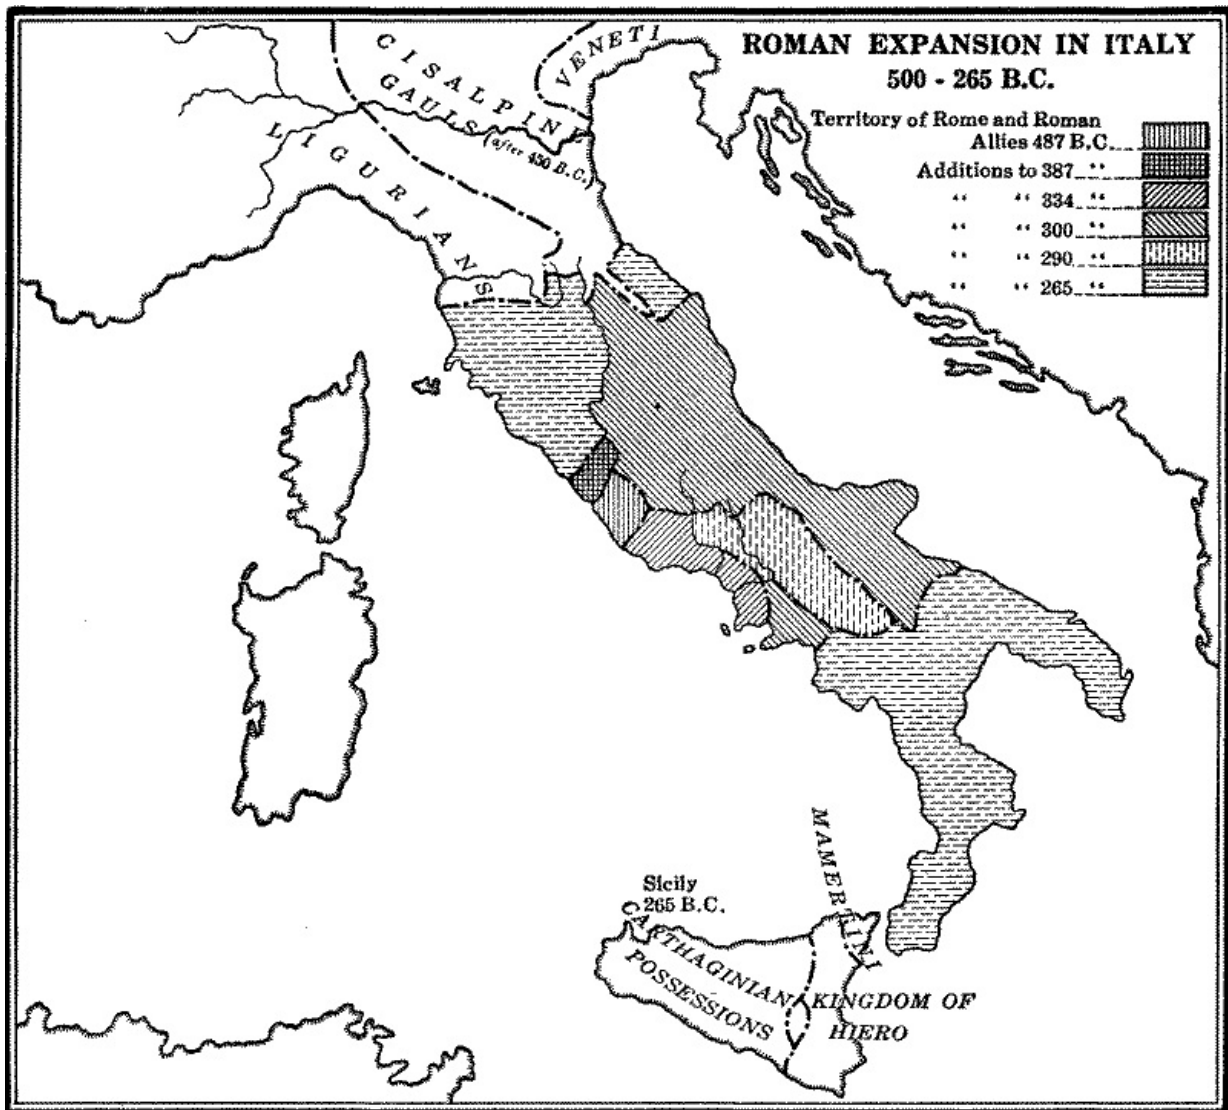 ROMAN EXPANSION IN ITALY
500 - 265 B.C.
Territory of Rome and Roman
Allies 487 B.C.
Additions to 387 "
" " 334 "
" " 300 "
" " 290 "
" " 265 "
CISALPINE
GAULS (after 450 B.C.)
VENETI
LIGURIANS
Sicily
265 B.C.
MAMERTINI
CARTHAGINIAN
POSSESSIONS
KINGDOM OF
HIERO